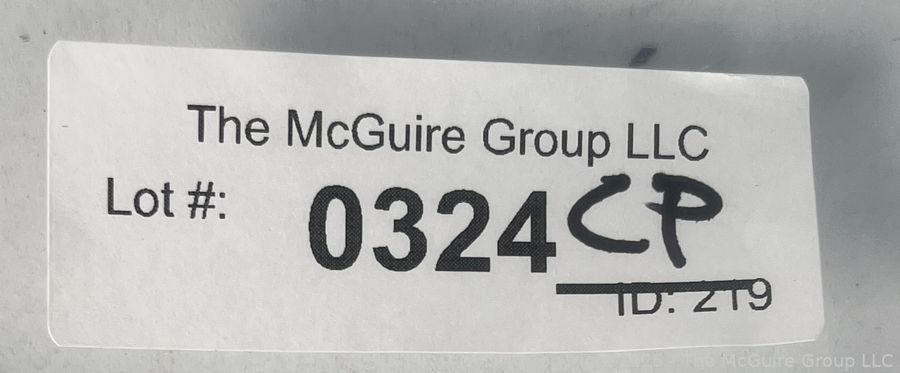 The McGuire Group LLC
Lot #: 0324CP
ID: 219
The McGuire Group LLC